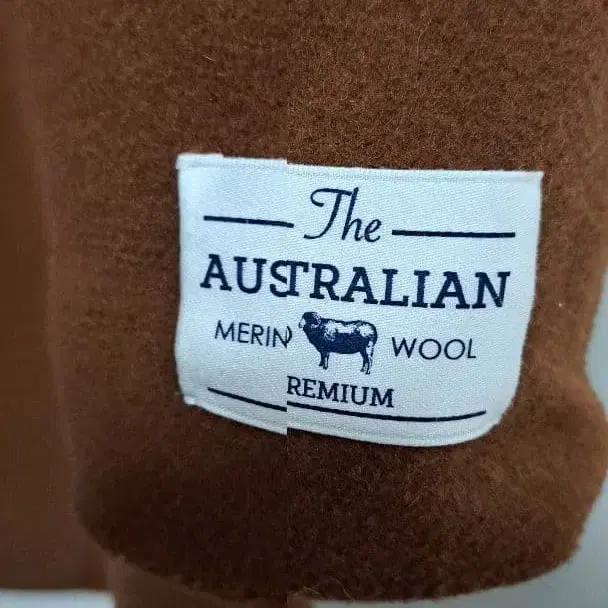 The
AUSTRALIAN
MERIN WOOL
REMIUM